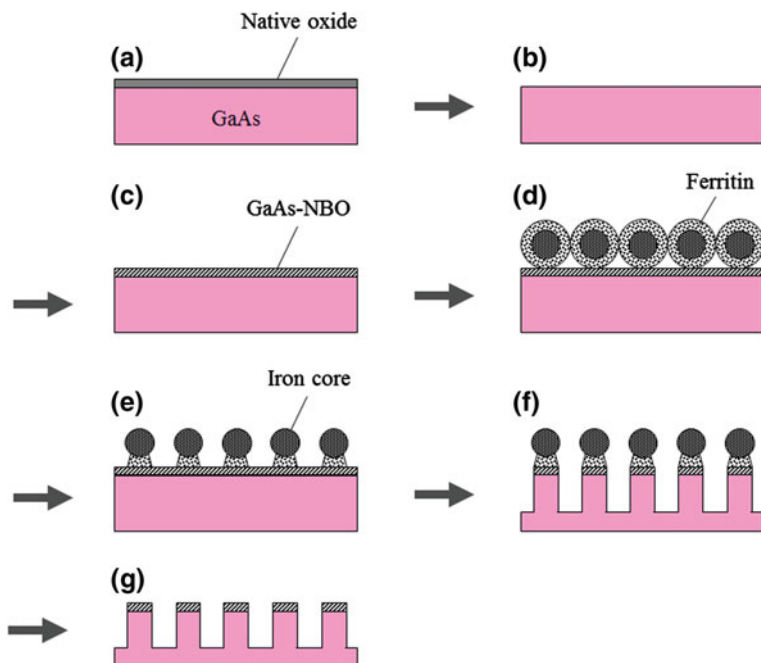 Native oxide
(a)
GaAs
(b)
(c)
GaAs-NBO
(d)
Ferritin
(e)
Iron core
(f)
(g)